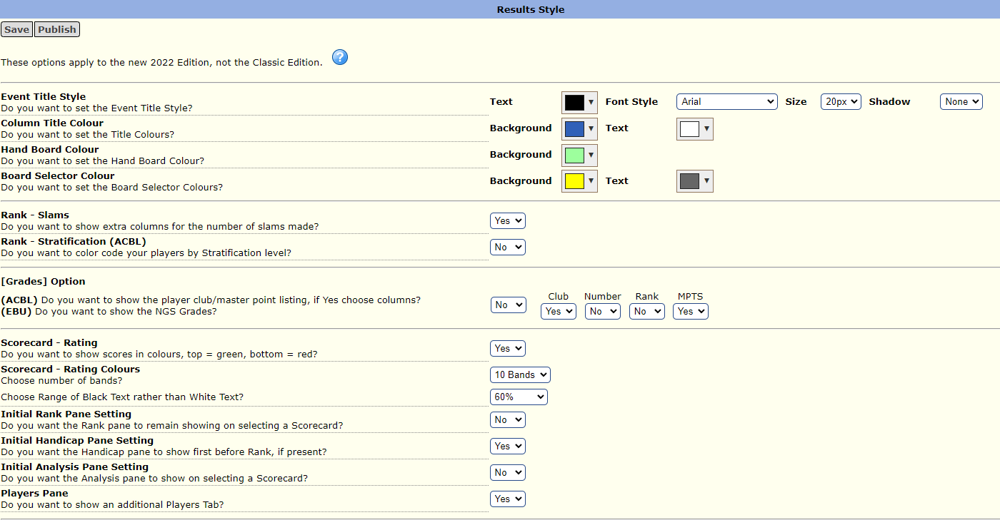 Results Style
Save Publish
These options apply to the new 2022 Edition, not the Classic Edition. ?
Event Title Style
Do you want to set the Event Title Style?
Text Font Style Arial Size 20px Shadow None
Column Title Colour
Do you want to set the Title Colours?
Background Text
Hand Board Colour
Do you want to set the Hand Board Colour?
Background
Board Selector Colour
Do you want to set the Board Selector Colours?
Background Text
Rank - Slams
Do you want to show extra columns for the number of slams made?
Yes
Rank - Stratification (ACBL)
Do you want to color code your players by Stratification level?
No
[Grades] Option
(ACBL) Do you want to show the player club/master point listing, if Yes choose columns?
(EBU) Do you want to show the NGS Grades?
Club Number Rank MPTS
No Yes No No Yes
Scorecard - Rating
Do you want to show scores in colours, top = green, bottom = red?
Yes
Scorecard - Rating Colours
Choose number of bands?
10 Bands
Choose Range of Black Text rather than White Text?
60%
Initial Rank Pane Setting
Do you want the Rank pane to remain showing on selecting a Scorecard?
No
Initial Handicap Pane Setting
Do you want the Handicap pane to show first before Rank, if present?
Yes
Initial Analysis Pane Setting
Do you want the Analysis pane to show on selecting a Scorecard?
No
Players Pane
Do you want to show an additional Players Tab?
Yes